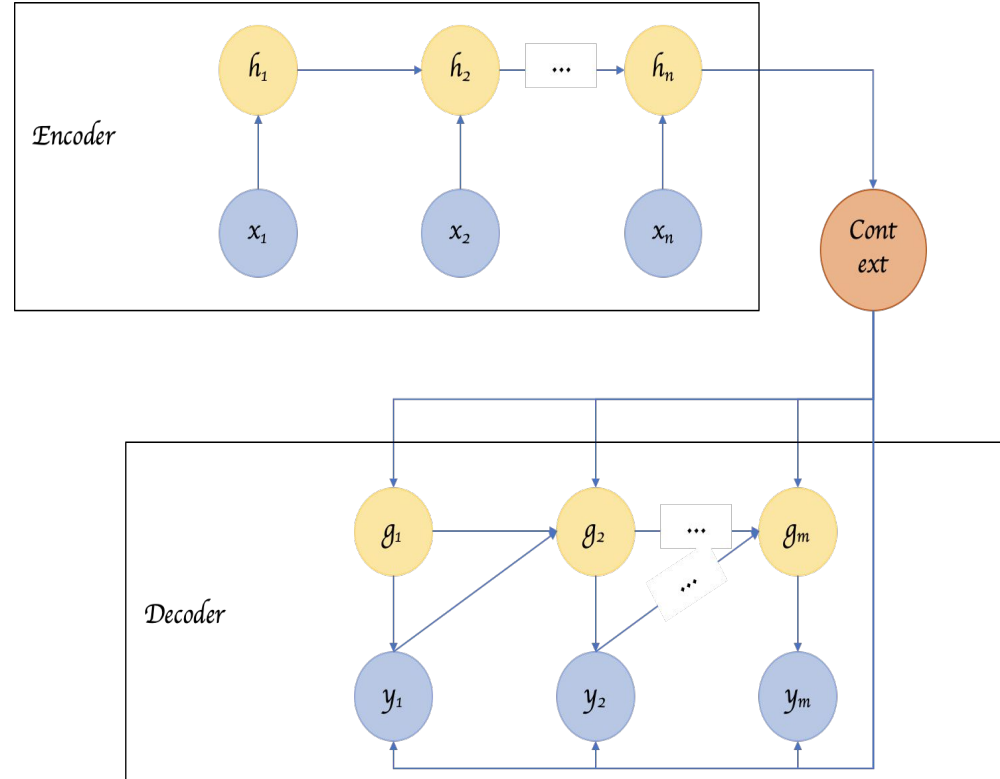 h₁ h₂ ... hₙ
Encoder
x₁ x₂ xₙ
Cont
ext
g₁ g₂ ... gₘ
...
Decoder
y₁ y₂ yₘ